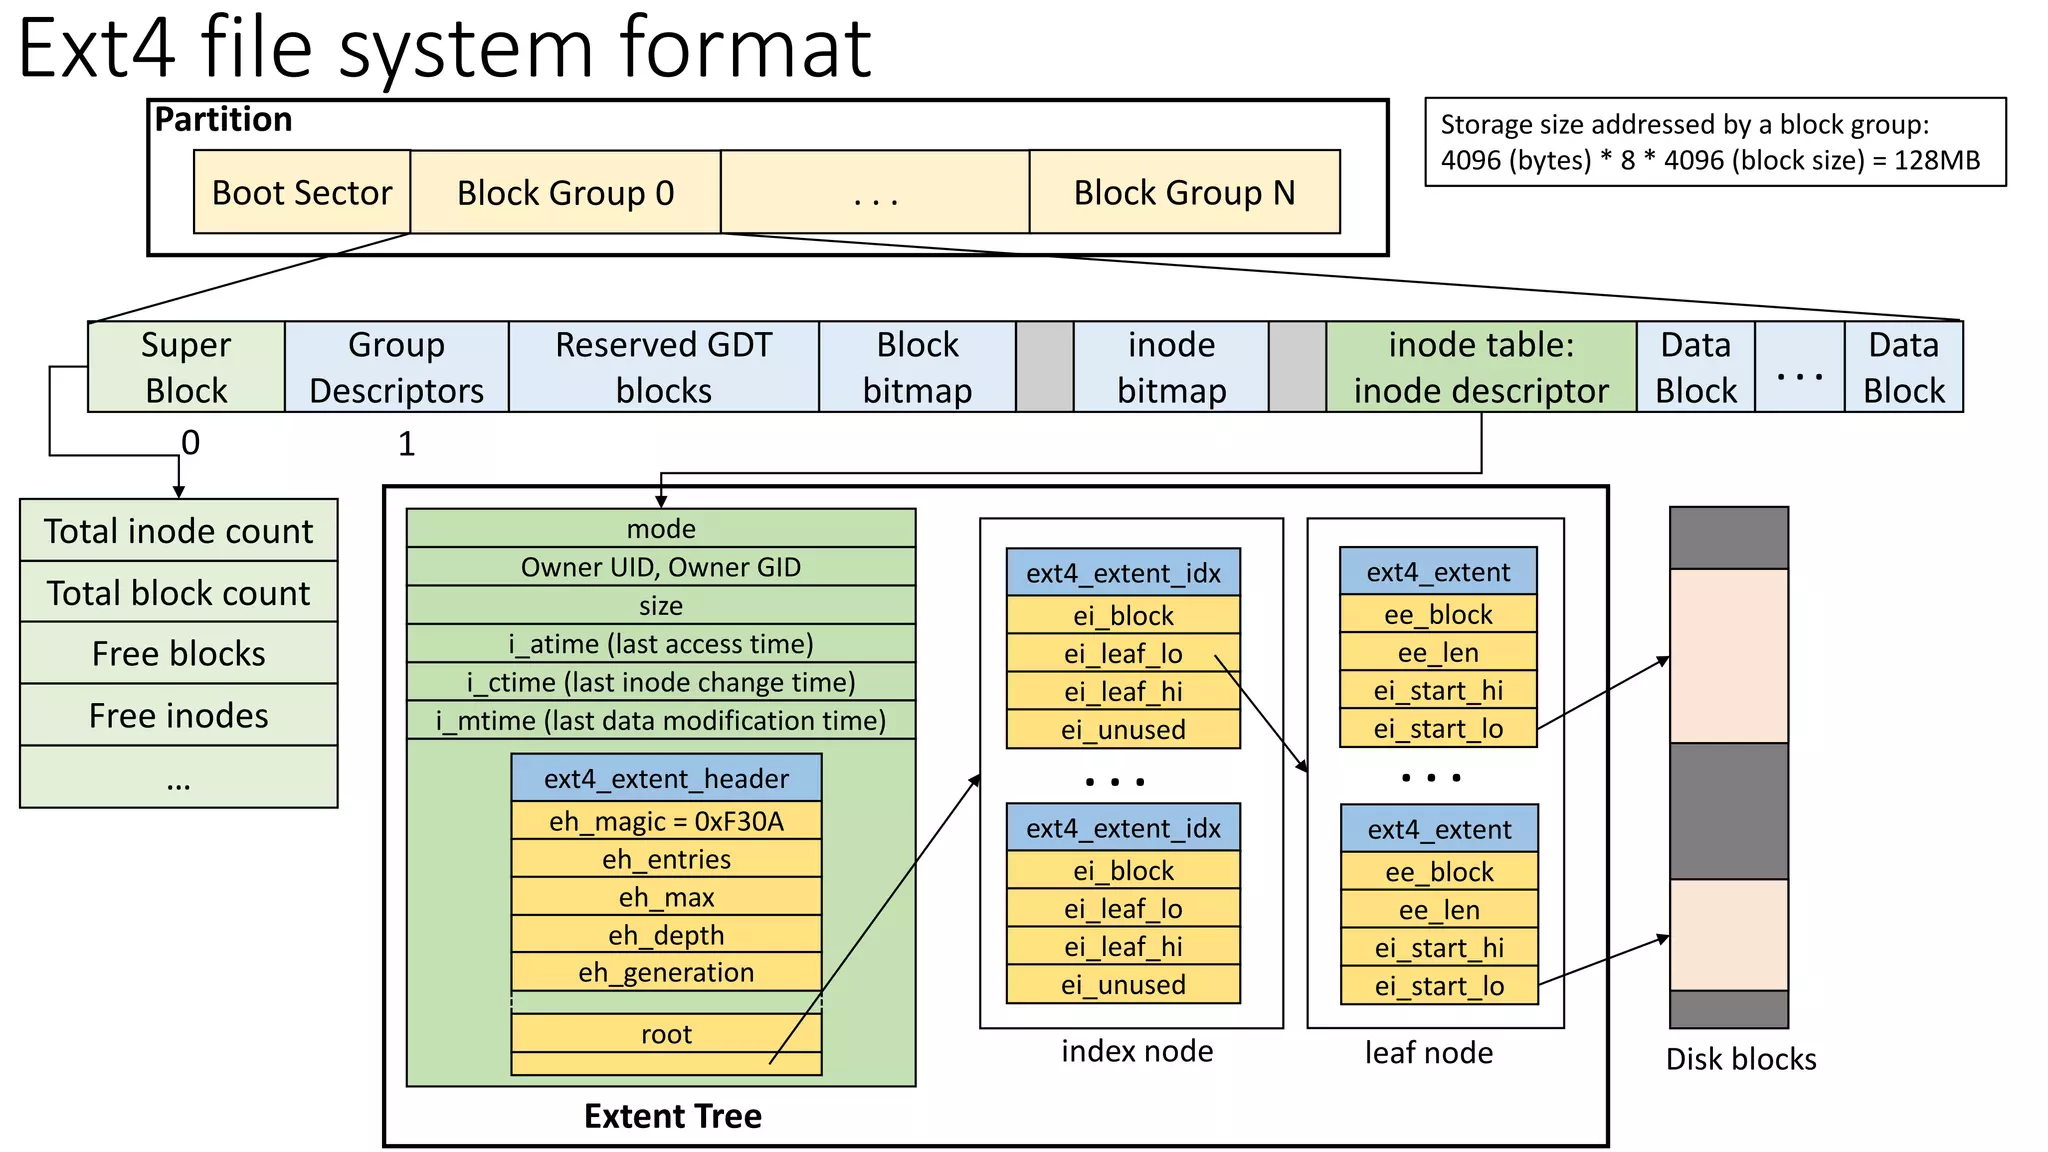 Ext4 file system format
Partition
Boot Sector
Block Group 0
. . .
Block Group N
Storage size addressed by a block group:
4096 (bytes) * 8 * 4096 (block size) = 128MB
Super
Block
Group
Descriptors
Reserved GDT
blocks
Block
bitmap
inode
bitmap
inode table:
inode descriptor
Data
Block
. . .
Data
Block
0
1
Total inode count
Total block count
Free blocks
Free inodes
...
mode
Owner UID, Owner GID
size
i_atime (last access time)
i_ctime (last inode change time)
i_mtime (last data modification time)
ext4_extent_header
eh_magic = 0xF30A
eh_entries
eh_max
eh_depth
eh_generation
root
Extent Tree
ext4_extent_idx
ei_block
ei_leaf_lo
ei_leaf_hi
ei_unused
. . .
ext4_extent_idx
ei_block
ei_leaf_lo
ei_leaf_hi
ei_unused
index node
ext4_extent
ee_block
ee_len
ei_start_hi
ei_start_lo
. . .
ext4_extent
ee_block
ee_len
ei_start_hi
ei_start_lo
leaf node
Disk blocks